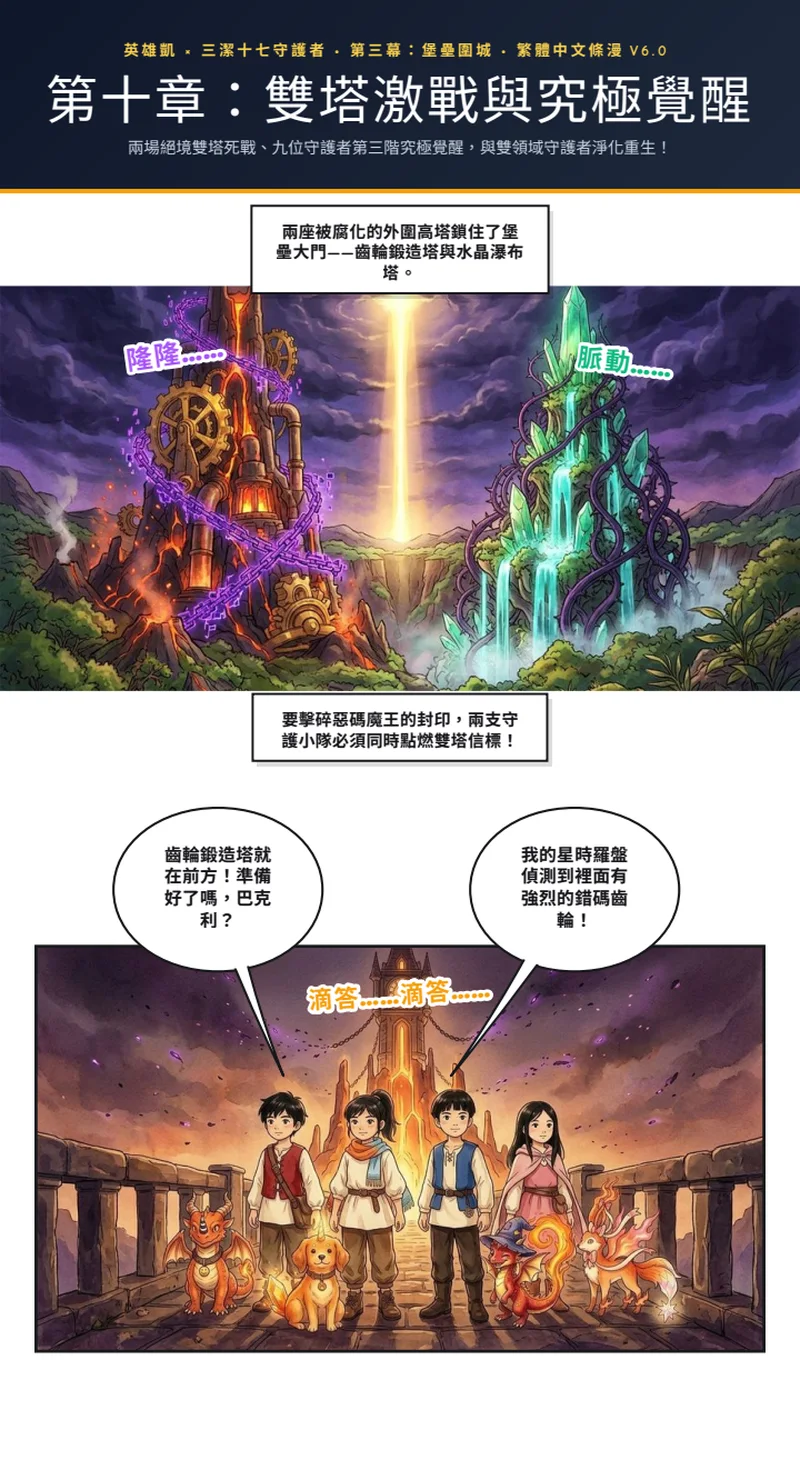 英雄凱 × 三潔十七守護者 · 第三幕：堡壘圍城 · 繁體中文條漫 V6.0
第十章：雙塔激戰與究極覺醒
兩場絕境雙塔死戰、九位守護者第三階究極覺醒，與雙領域守護者淨化重生！
兩座被腐化的外圍高塔鎖住了堡
壘大門——齒輪鍛造塔與水晶瀑布
塔。
隆隆……
脈動……
要擊碎惡碼魔王的封印，兩支守
護小隊必須同時點燃雙塔信標！
齒輪鍛造塔就
在前方！準備
好了嗎，巴克
利？
我的星時羅盤
偵測到裡面有
強烈的錯碼齒
輪！
滴答……滴答……